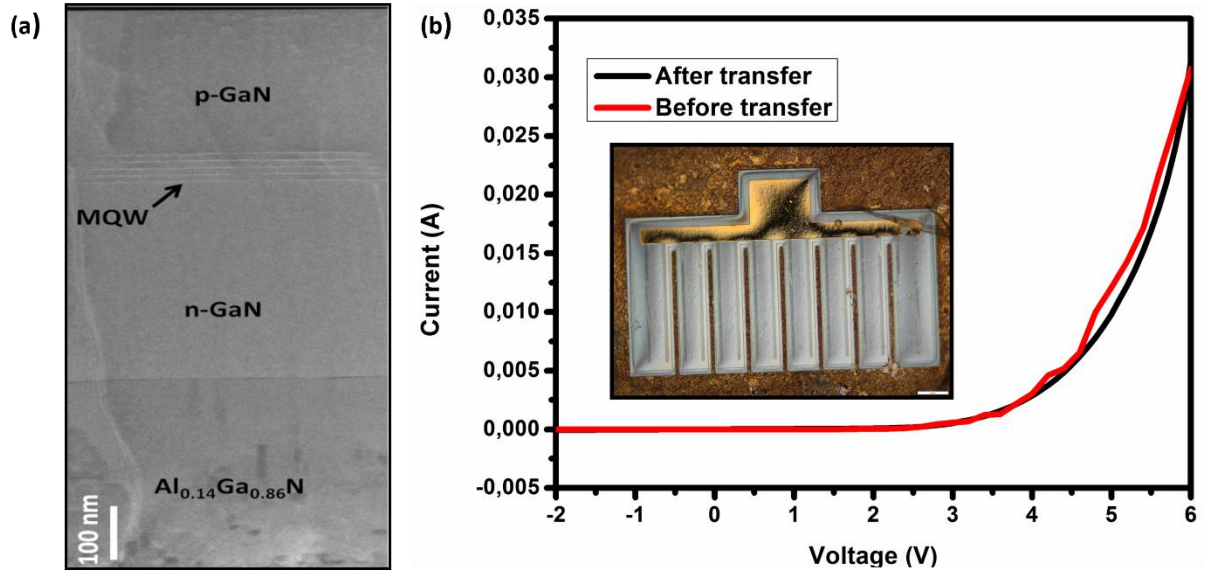 (a)
p-GaN
MQW
n-GaN
Al0.14Ga0.86N
100 nm
(b)
0,035
0,030
0,025
0,020
0,015
0,010
0,005
0,000
-0,005
Current (A)
After transfer
Before transfer
-2 -1 0 1 2 3 4 5 6
Voltage (V)